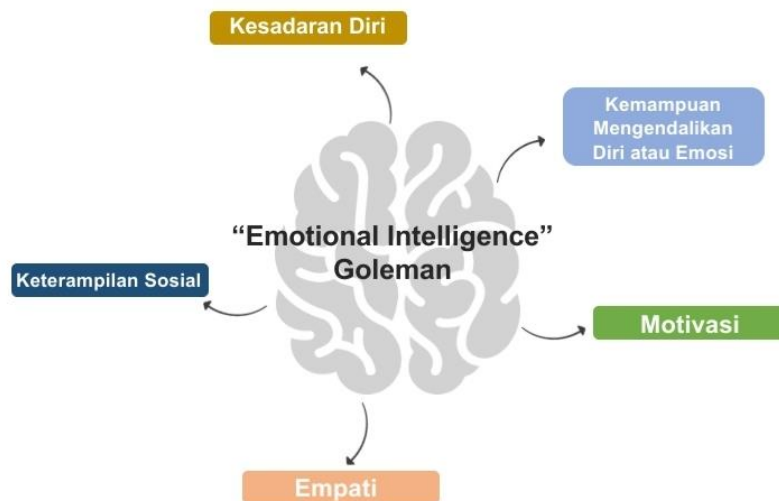 Kesadaran Diri
Kemampuan
Mengendalikan
Diri atau Emosi
“Emotional Intelligence”
Goleman
Keterampilan Sosial
Motivasi
Empati